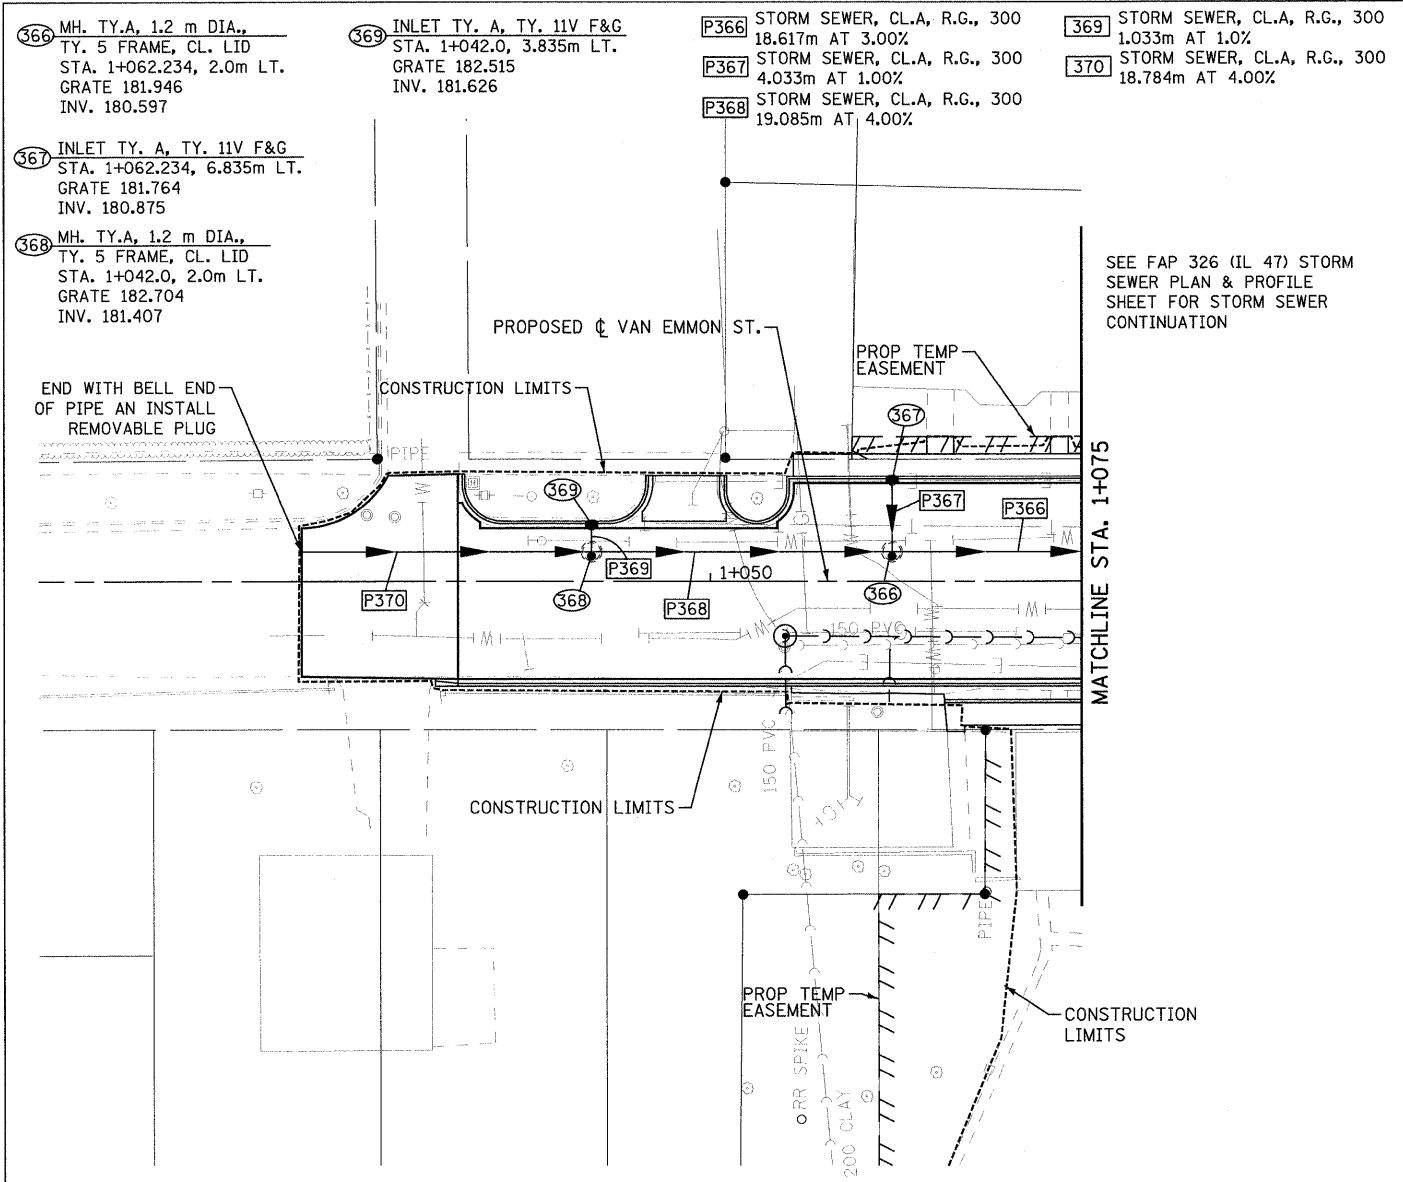 366 MH. TY.A, 1.2 m DIA.,
TY. 5 FRAME, CL. LID
STA. 1+062.234, 2.0m LT.
GRATE 181.946
INV. 180.597
367 INLET TY. A, TY. 11V F&G
STA. 1+062.234, 6.835m LT.
GRATE 181.764
INV. 180.875
368 MH. TY.A, 1.2 m DIA.,
TY. 5 FRAME, CL. LID
STA. 1+042.0, 2.0m LT.
GRATE 182.704
INV. 181.407
369 INLET TY. A, TY. 11V F&G
STA. 1+042.0, 3.835m LT.
GRATE 182.515
INV. 181.626
P366 STORM SEWER, CL.A, R.G., 300
18.617m AT 3.00%
P367 STORM SEWER, CL.A, R.G., 300
4.033m AT 1.00%
P368 STORM SEWER, CL.A, R.G., 300
19.085m AT 4.00%
369 STORM SEWER, CL.A, R.G., 300
1.033m AT 1.0%
370 STORM SEWER, CL.A, R.G., 300
18.784m AT 4.00%
SEE FAP 326 (IL 47) STORM
SEWER PLAN & PROFILE
SHEET FOR STORM SEWER
CONTINUATION
PROPOSED ℄ VAN EMMON ST.
PROP TEMP
EASEMENT
END WITH BELL END
OF PIPE AN INSTALL
REMOVABLE PLUG
CONSTRUCTION LIMITS
367
PIPE
W
369
P367
P366
MATCHLINE STA. 1+075
G
W
W
W
P369
1+050
P370
368
P368
366
W
W
W
150 PVC
W
E
E
CONSTRUCTION LIMITS
150 PVC
PIPE
PROP TEMP
EASEMENT
CONSTRUCTION
LIMITS
RR SPIKE
200 CLAY